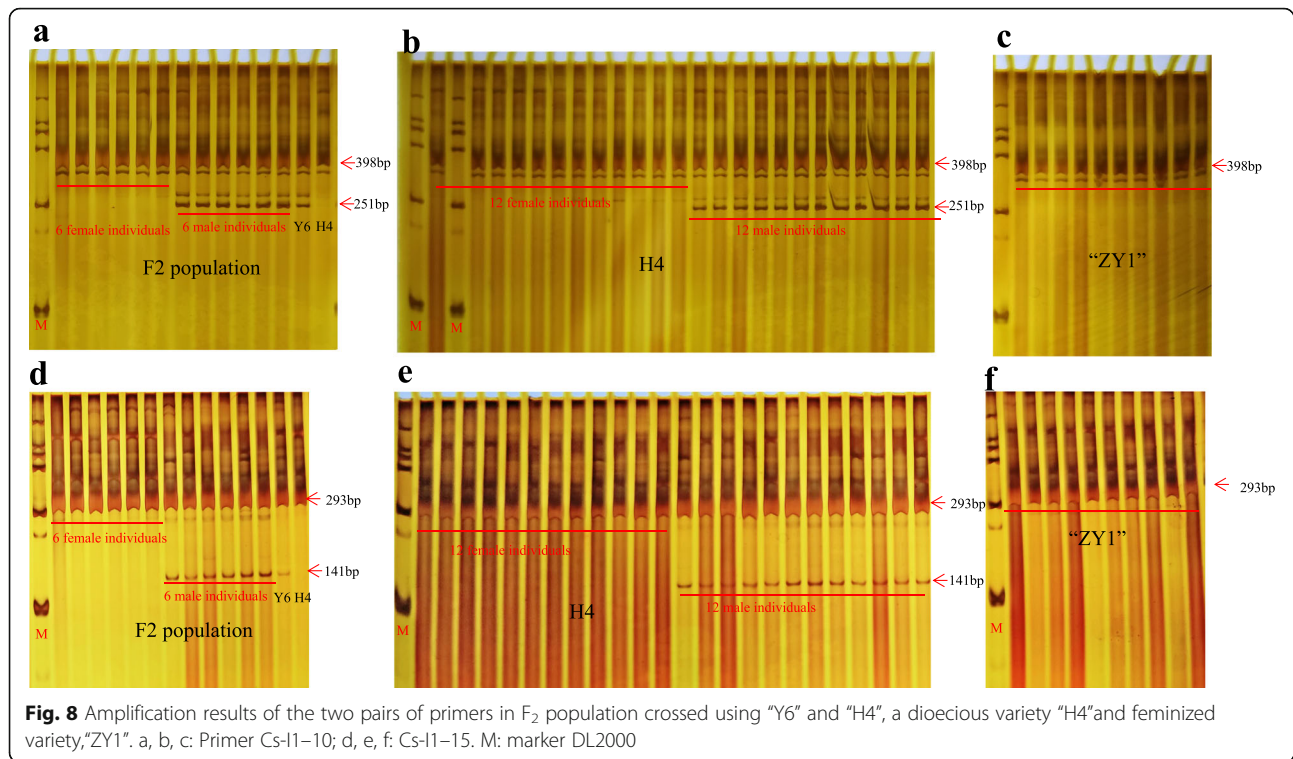 a
b
c
398bp
251bp
6 female individuals
6 male individuals
Y6 H4
F2 population
M
398bp
251bp
12 female individuals
12 male individuals
H4
M
M
398bp
"ZY1"
d
e
f
293bp
141bp
6 female individuals
6 male individuals
Y6 H4
F2 population
M
293bp
141bp
12 female individuals
12 male individuals
H4
M
293bp
"ZY1"
M
Fig. 8 Amplification results of the two pairs of primers in F2 population crossed using "Y6" and "H4", a dioecious variety "H4"and feminized
variety,"ZY1". a, b, c: Primer Cs-I1–10; d, e, f: Cs-I1–15. M: marker DL2000